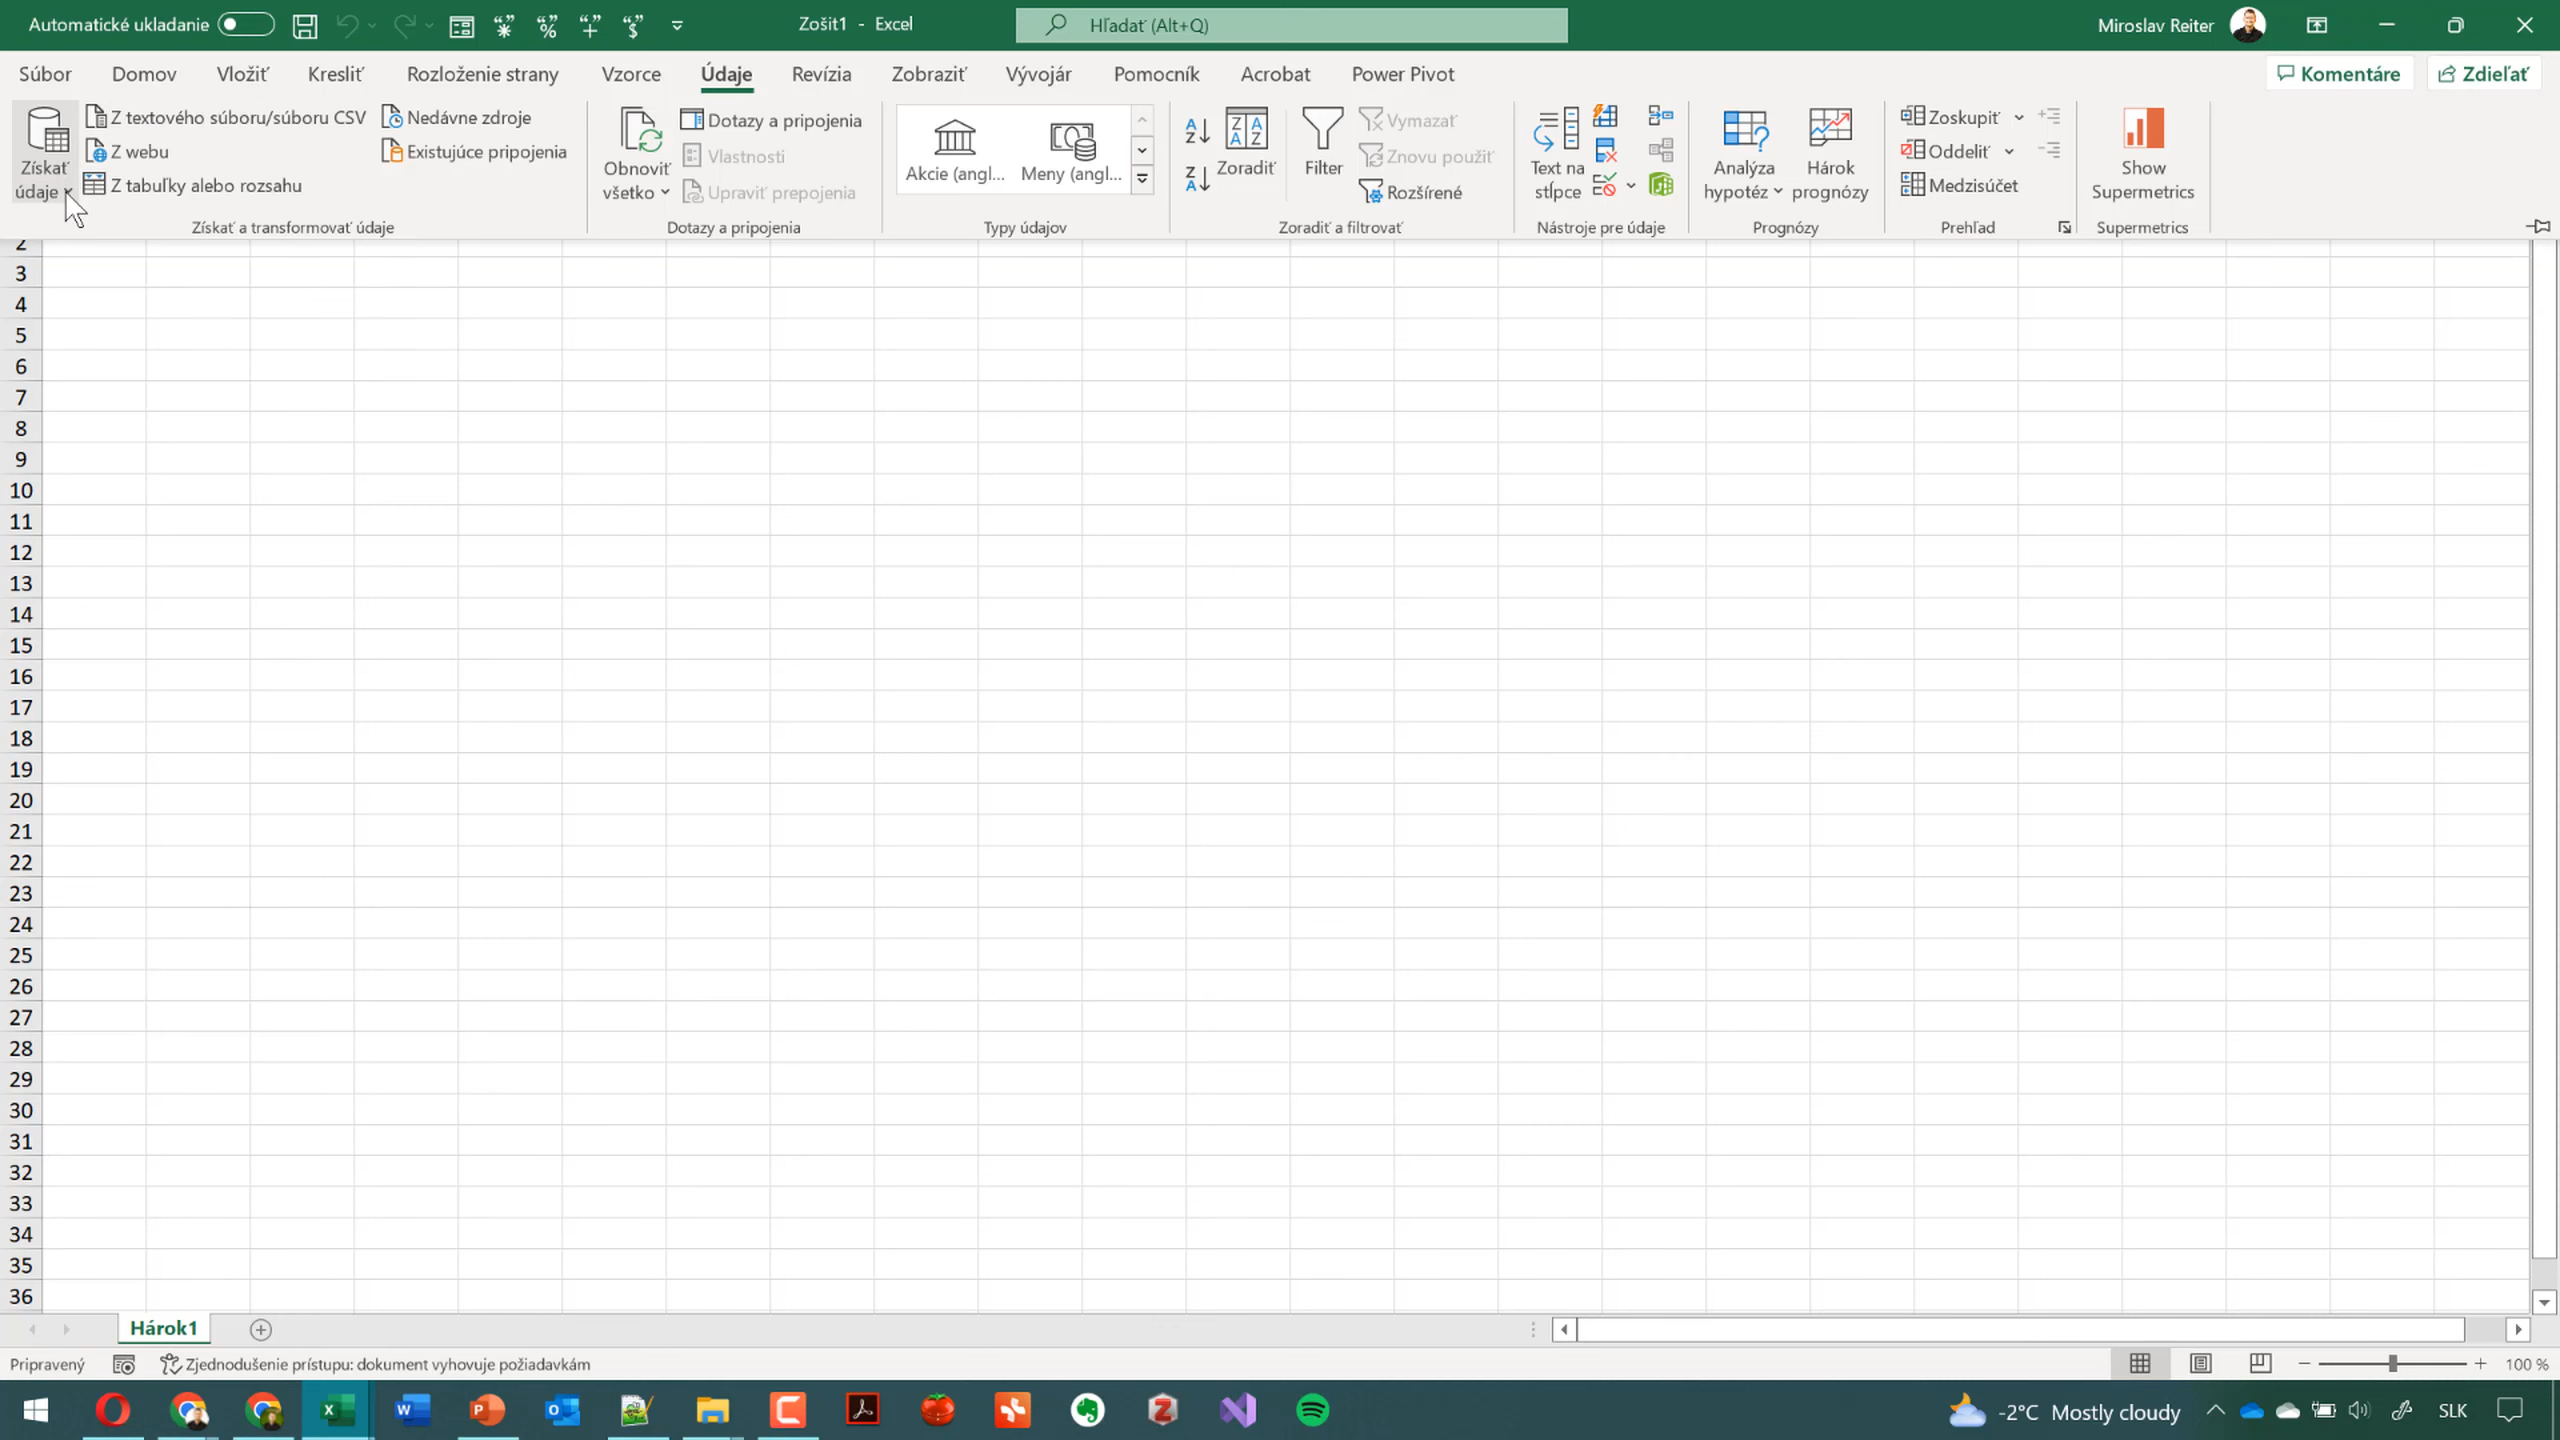 Automatické ukladanie
Zošit1 - Excel
Hľadať (Alt+Q)
Miroslav Reiter
Súbor Domov Vložiť Kresliť Rozloženie strany Vzorce Údaje Revízia Zobraziť Vývojár Pomocník Acrobat Power Pivot
Komentáre
Zdieľať
Získať
údaje
Z textového súboru/súboru CSV
Z webu
Z tabuľky alebo rozsahu
Nedávne zdroje
Existujúce pripojenia
Získať a transformovať údaje
Obnoviť
všetko
Dotazy a pripojenia
Vlastnosti
Upraviť prepojenia
Dotazy a pripojenia
Akcie (angl...
Meny (angl...
Typy údajov
Zoradiť
Filter
Vymazať
Znovu použiť
Rozšírené
Zoradiť a filtrovať
Text na
stĺpce
Nástroje pre údaje
Analýza
hypotéz
Hárok
prognózy
Prognózy
Zoskupiť
Oddeliť
Medzisúčet
Prehľad
Show
Supermetrics
Supermetrics
2
3
4
5
6
7
8
9
10
11
12
13
14
15
16
17
18
19
20
21
22
23
24
25
26
27
28
29
30
31
32
33
34
35
36
Hárok1
Pripravený
Zjednodušenie prístupu: dokument vyhovuje požiadavkám
100 %
-2°C Mostly cloudy
SLK